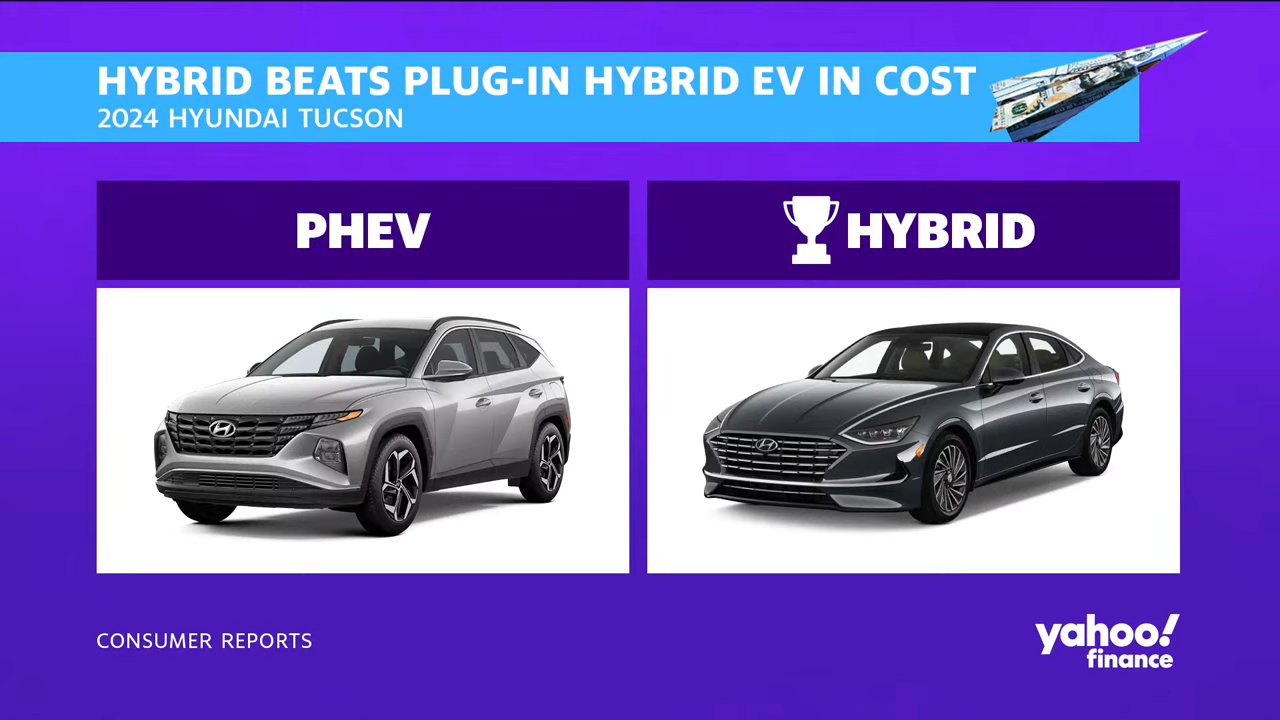 HYBRID BEATS PLUG-IN HYBRID EV IN COST
2024 HYUNDAI TUCSON
PHEV
HYBRID
CONSUMER REPORTS
yahoo!
finance